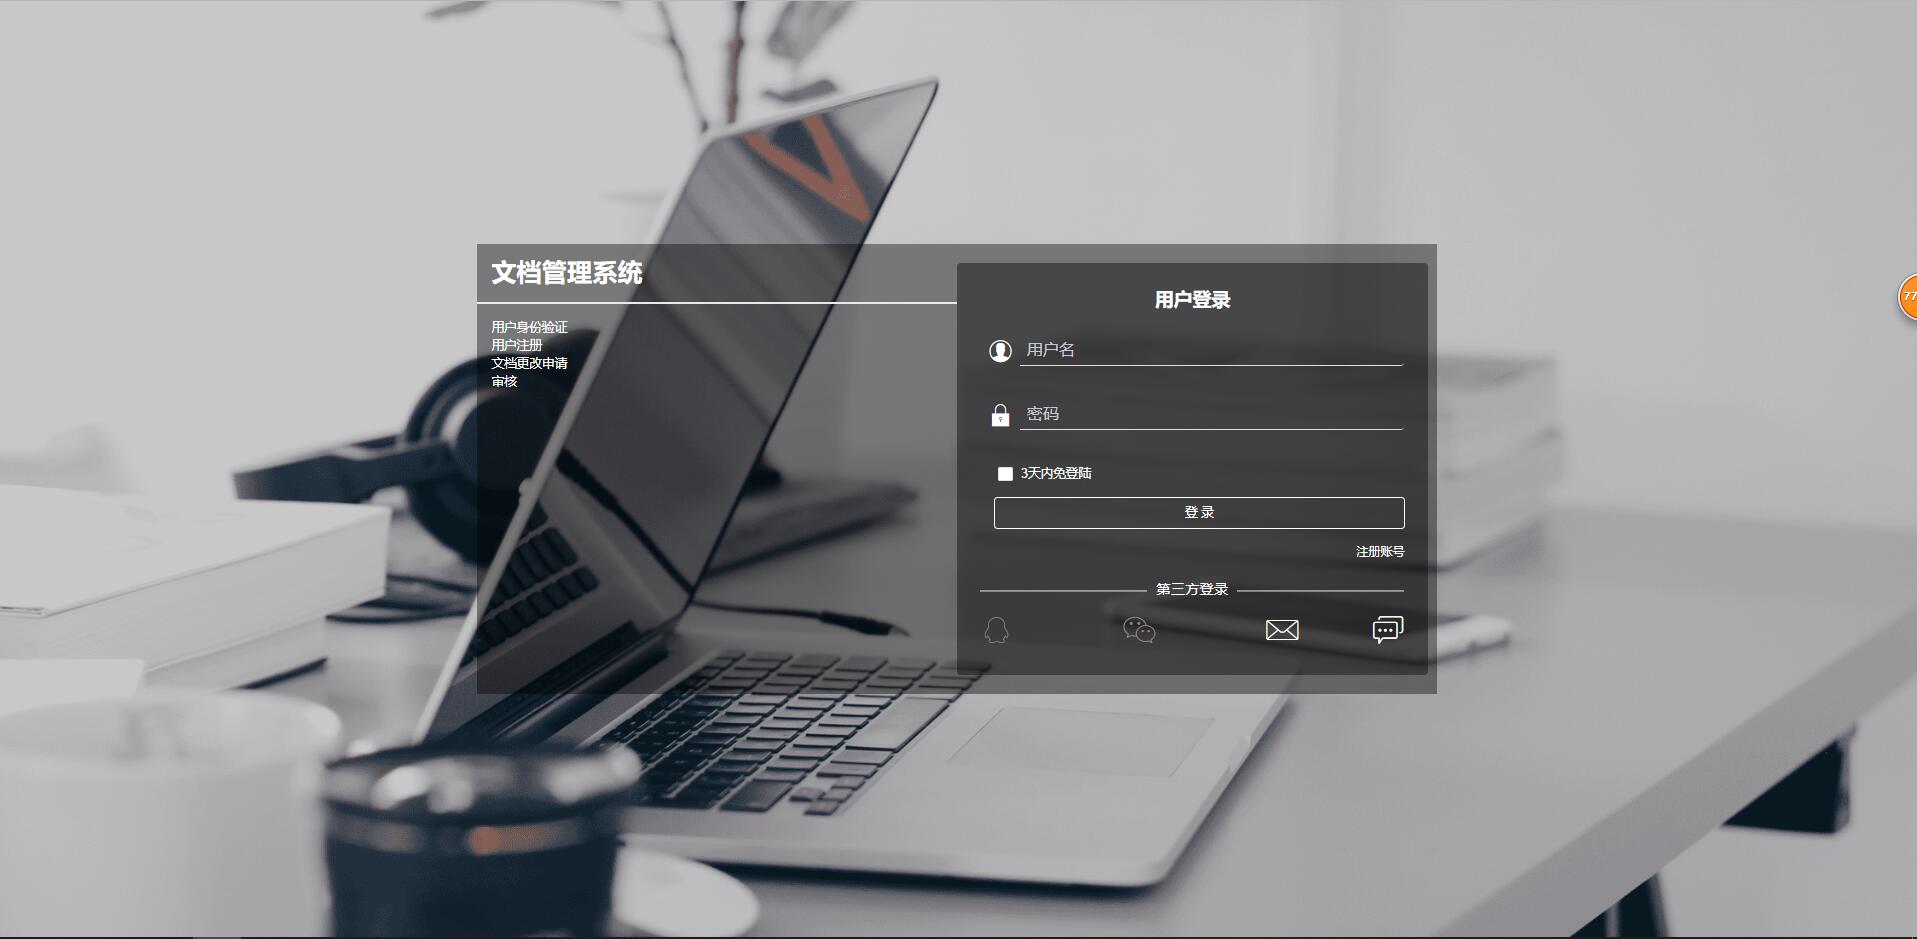 文档管理系统
用户身份验证
用户注册
文档更改申请
审核
用户登录
用户名
密码
3天内免登陆
登 录
注册账号
第三方登录
77